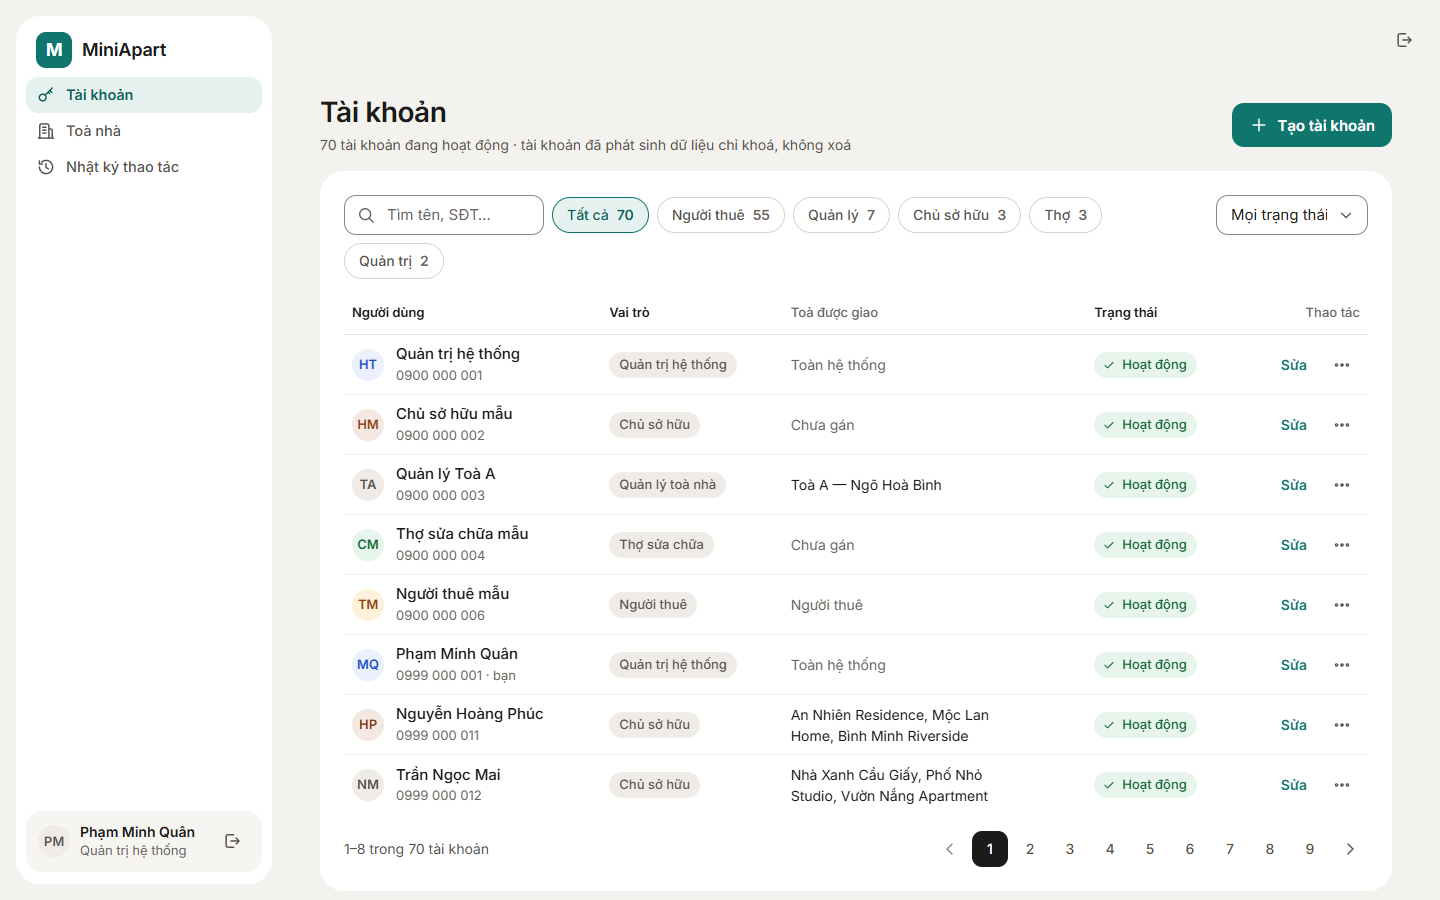 M MiniApart
Tài khoản
Toà nhà
Nhật ký thao tác
Tài khoản
70 tài khoản đang hoạt động · tài khoản đã phát sinh dữ liệu chỉ khoá, không xoá
Tạo tài khoản
Tìm tên, SĐT... Tất cả 70 Người thuê 55 Quản lý 7 Chủ sở hữu 3 Thợ 3 Mọi trạng thái
Quản trị 2
Người dùng Vai trò Toà được giao Trạng thái Thao tác
HT Quản trị hệ thống
0900 000 001 Quản trị hệ thống Toàn hệ thống Hoạt động Sửa
HM Chủ sở hữu mẫu
0900 000 002 Chủ sở hữu Chưa gán Hoạt động Sửa
TA Quản lý Toà A
0900 000 003 Quản lý toà nhà Toà A — Ngõ Hoà Bình Hoạt động Sửa
CM Thợ sửa chữa mẫu
0900 000 004 Thợ sửa chữa Chưa gán Hoạt động Sửa
TM Người thuê mẫu
0900 000 006 Người thuê Người thuê Hoạt động Sửa
MQ Phạm Minh Quân
0999 000 001 · bạn Quản trị hệ thống Toàn hệ thống Hoạt động Sửa
HP Nguyễn Hoàng Phúc
0999 000 011 Chủ sở hữu An Nhiên Residence, Mộc Lan
Home, Bình Minh Riverside Hoạt động Sửa
NM Trần Ngọc Mai
0999 000 012 Chủ sở hữu Nhà Xanh Cầu Giấy, Phố Nhỏ
Studio, Vườn Nắng Apartment Hoạt động Sửa
1–8 trong 70 tài khoản 1 2 3 4 5 6 7 8 9
PM Phạm Minh Quân
Quản trị hệ thống